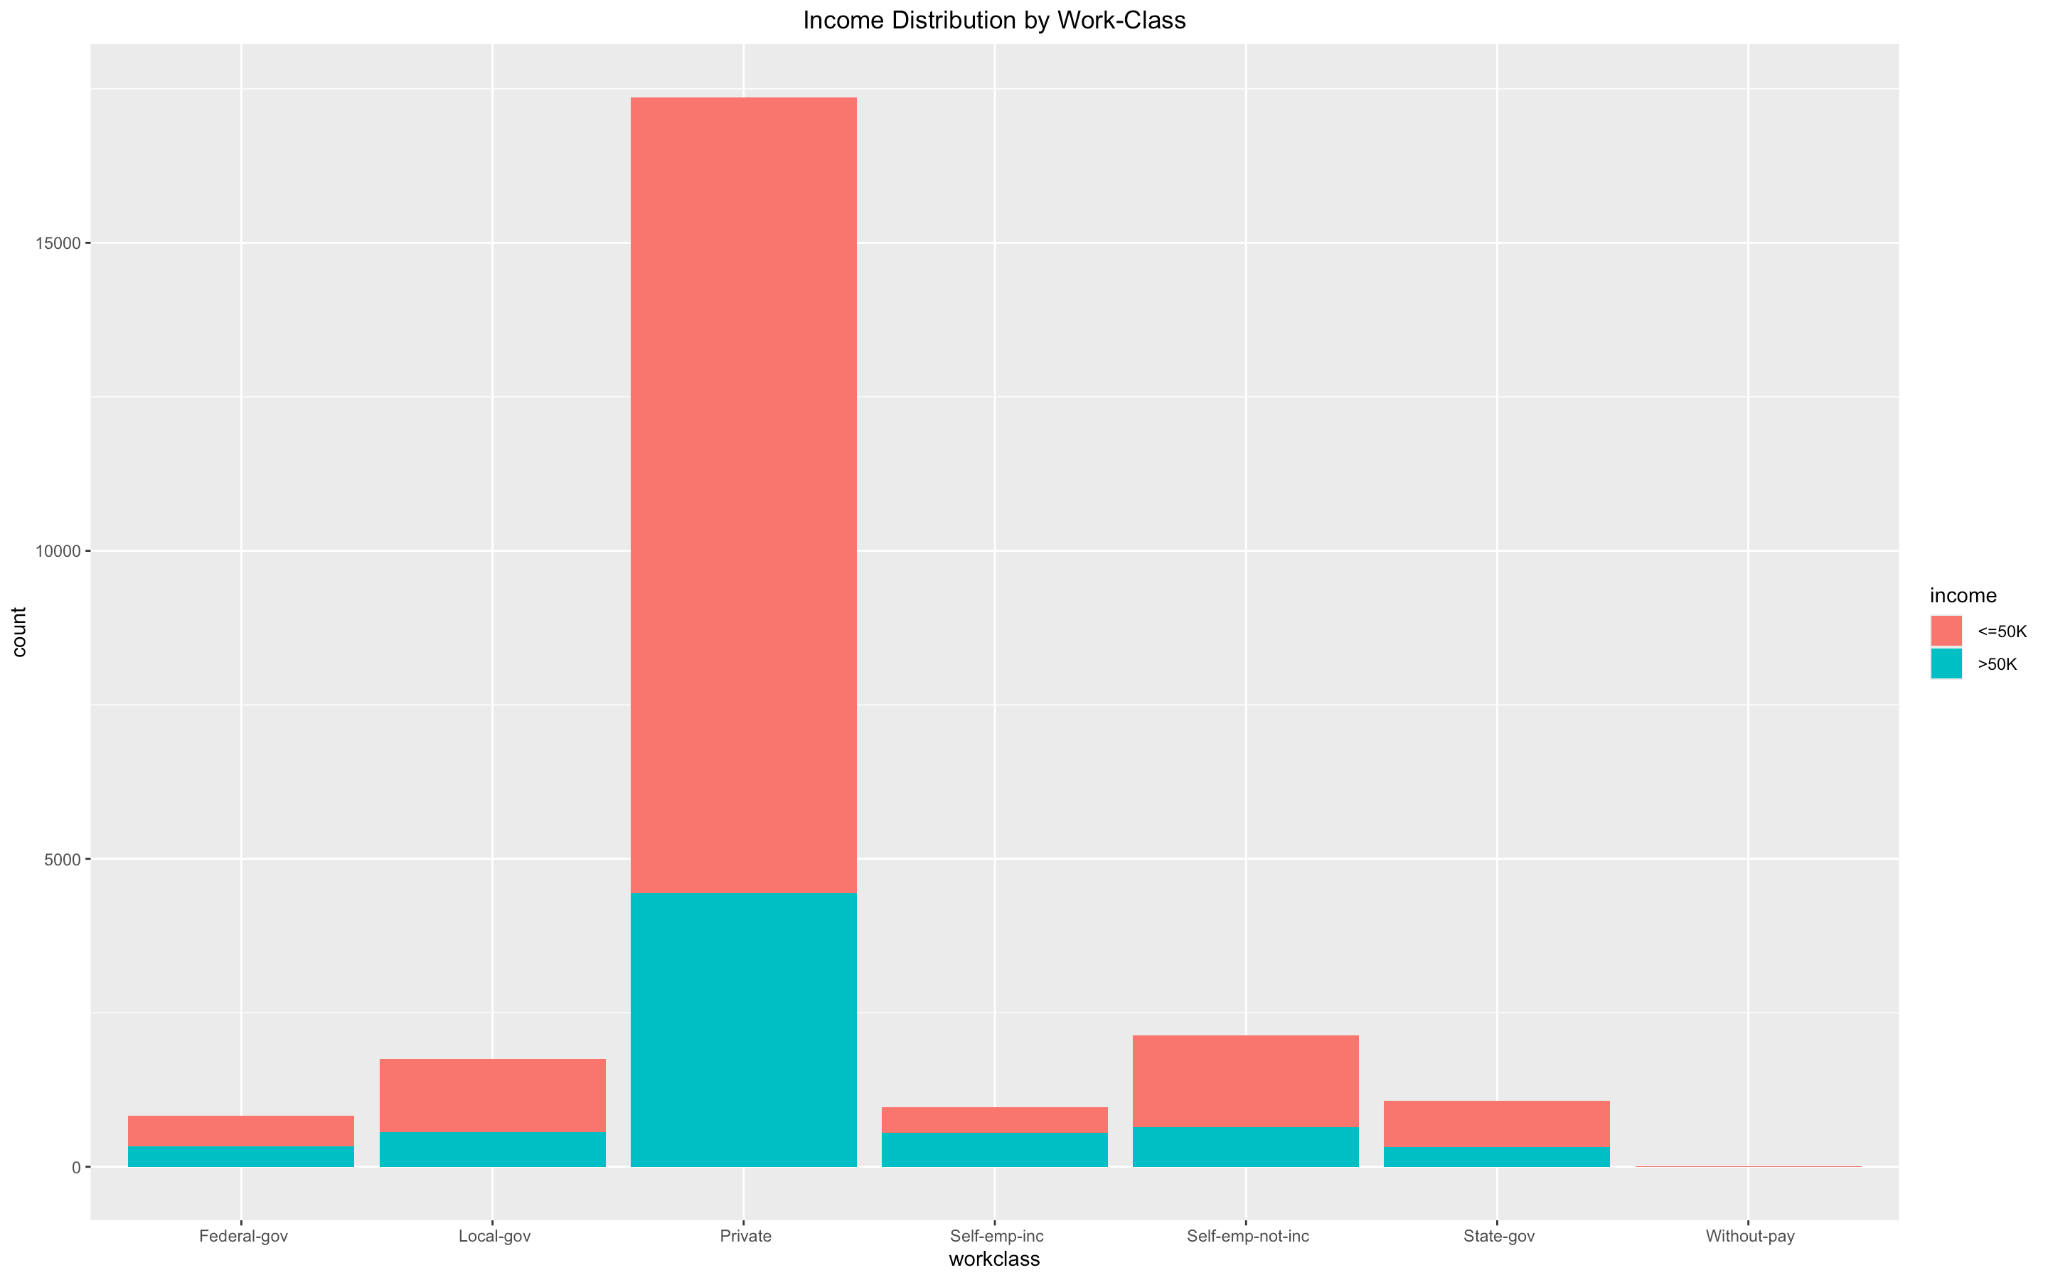 Income Distribution by Work-Class
15000
10000
5000
0
count
Federal-gov
Local-gov
Private
Self-emp-inc
Self-emp-not-inc
State-gov
Without-pay
workclass
income
<=50K
>50K